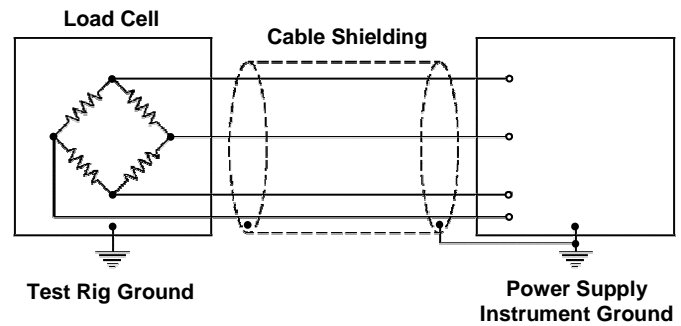 Load Cell
Cable Shielding
Test Rig Ground
Power Supply
Instrument Ground